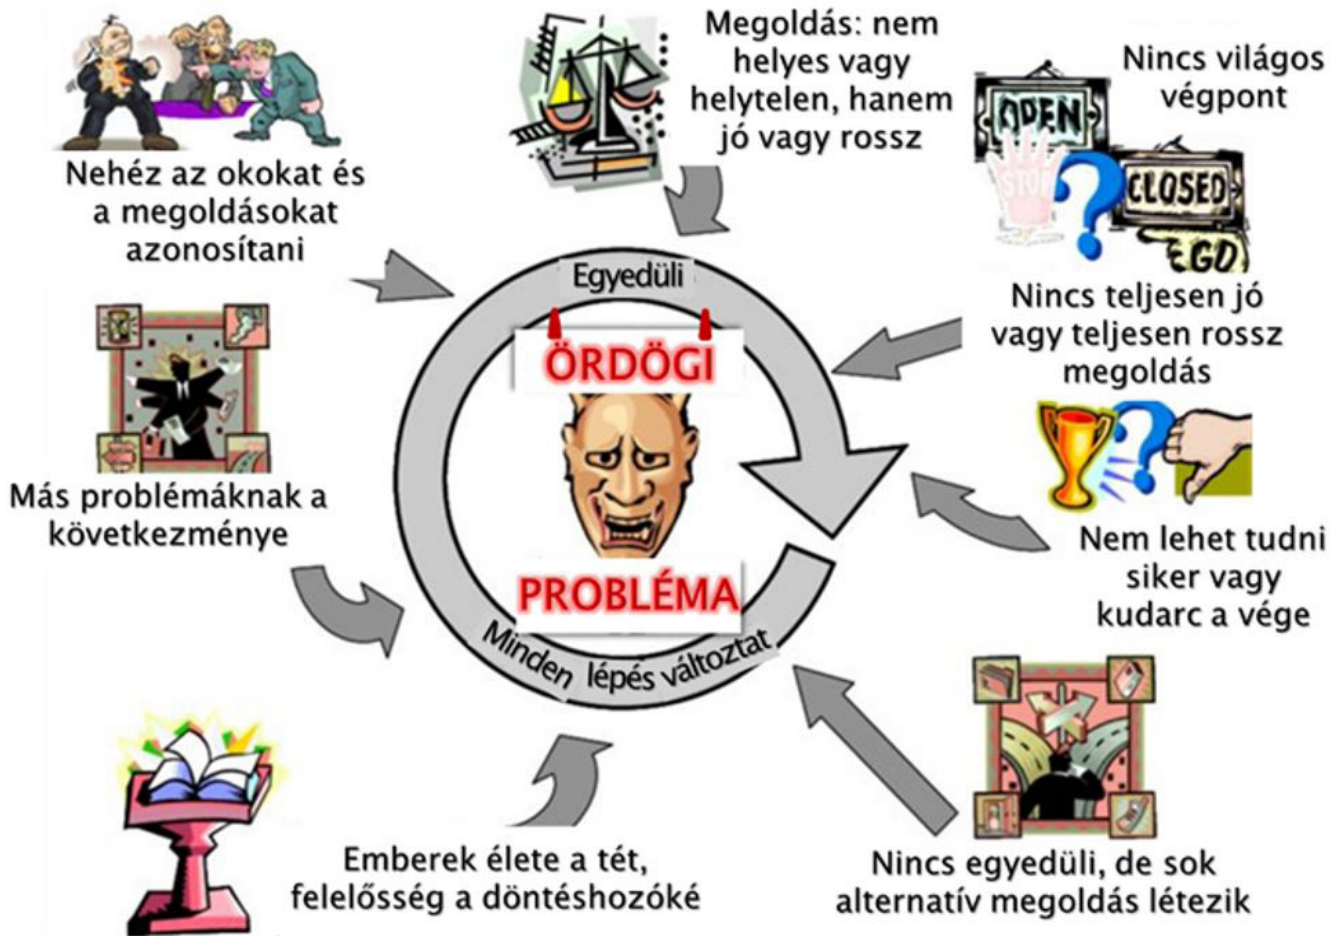 Megoldás: nem
helyes vagy
helytelen, hanem
jó vagy rossz
Nincs világos
végpont
OPEN
STOP
CLOSED
EGO
Nehéz az okokat és
a megoldásokat
azonosítani
Egyedüli
ÖRDÖGI
PROBLÉMA
Minden lépés változtat
Nincs teljesen jó
vagy teljesen rossz
megoldás
Más problémáknak a
következménye
Nem lehet tudni
siker vagy
kudarc a vége
Emberek élete a tét,
felelősség a döntéshozóké
Nincs egyedüli, de sok
alternatív megoldás létezik